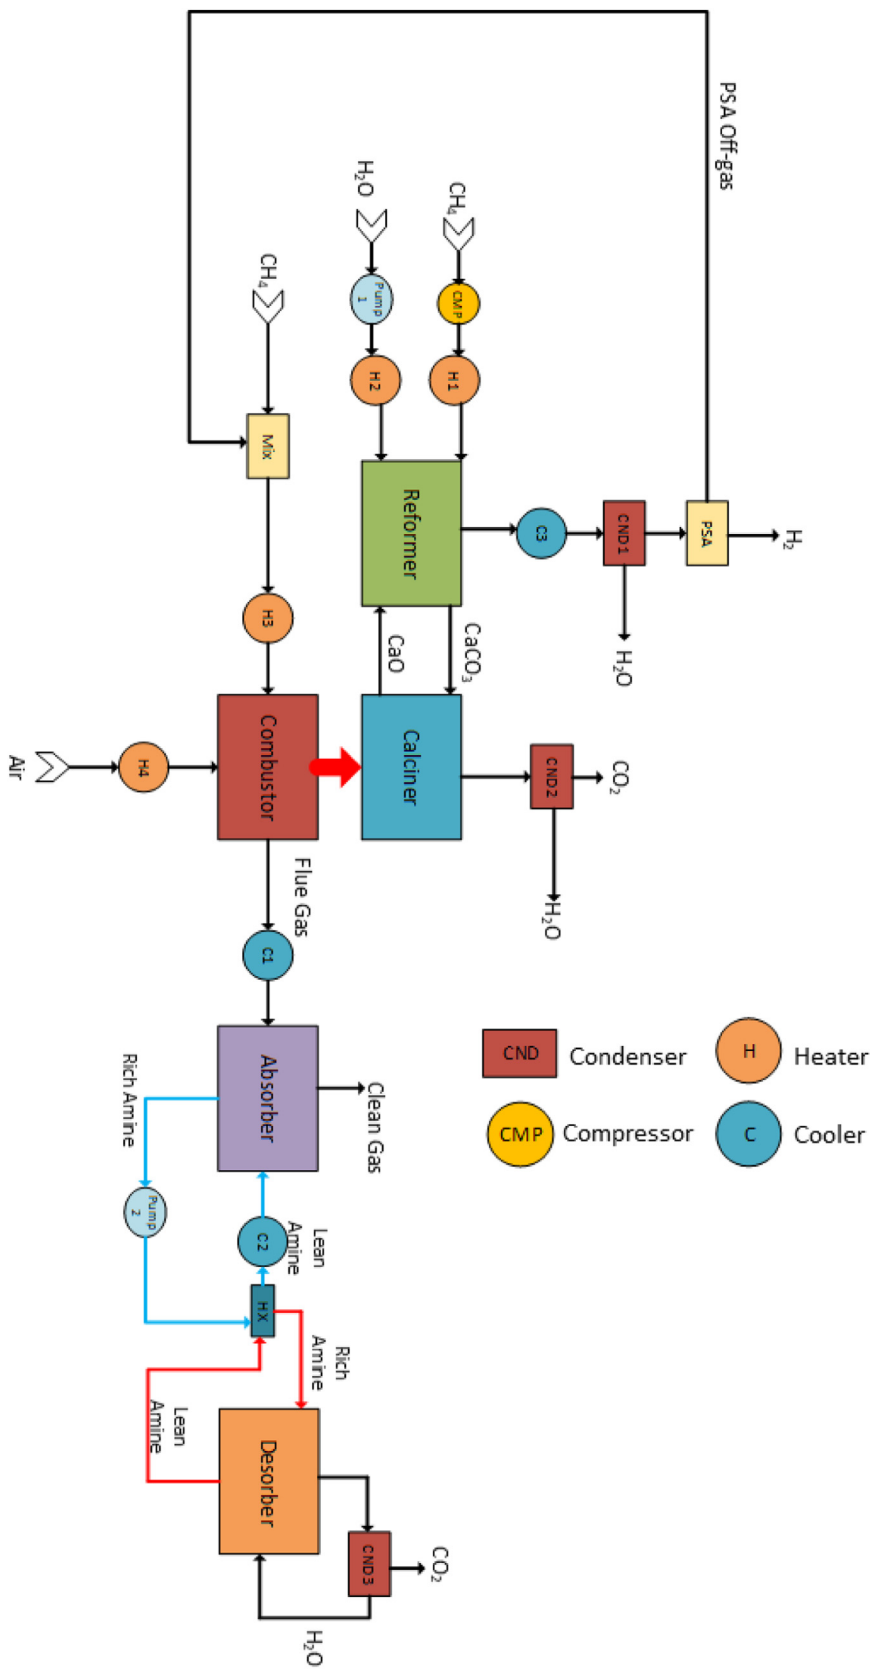 PSA Off-gas
H₂
PSA
H₂O
CND1
C3
CH₄
CMP
H1
H₂O
Pump
1
H2
Reformer
CaCO₃
CaO
Calciner
CND2
CO₂
H₂O
CH₄
Mix
H3
Combustor
Air
H4
Flue Gas
C1
Absorber
Clean Gas
Rich Amine
Pump
2
C2
Lean
Amine
HX
Rich
Amine
Lean
Amine
Desorber
CND3
CO₂
H₂O
H
Heater
CND
Condenser
C
Cooler
CMP
Compressor